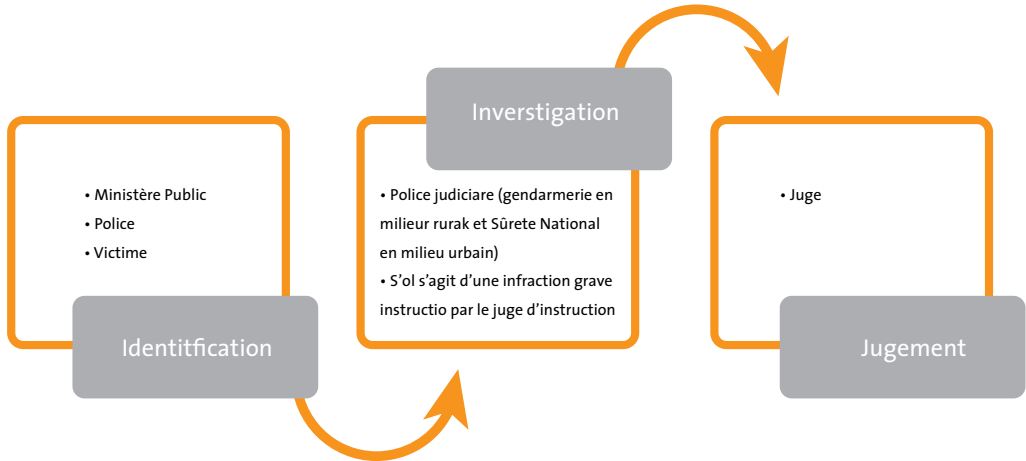 • Ministère Public
• Police
• Victime
Identitfication
Inverstigation
• Police judiciare (gendarmerie en
milieur rurak et Sûrete National
en milieu urbain)
• S'ol s'agit d'une infraction grave
instructio par le juge d'instruction
• Juge
Jugement